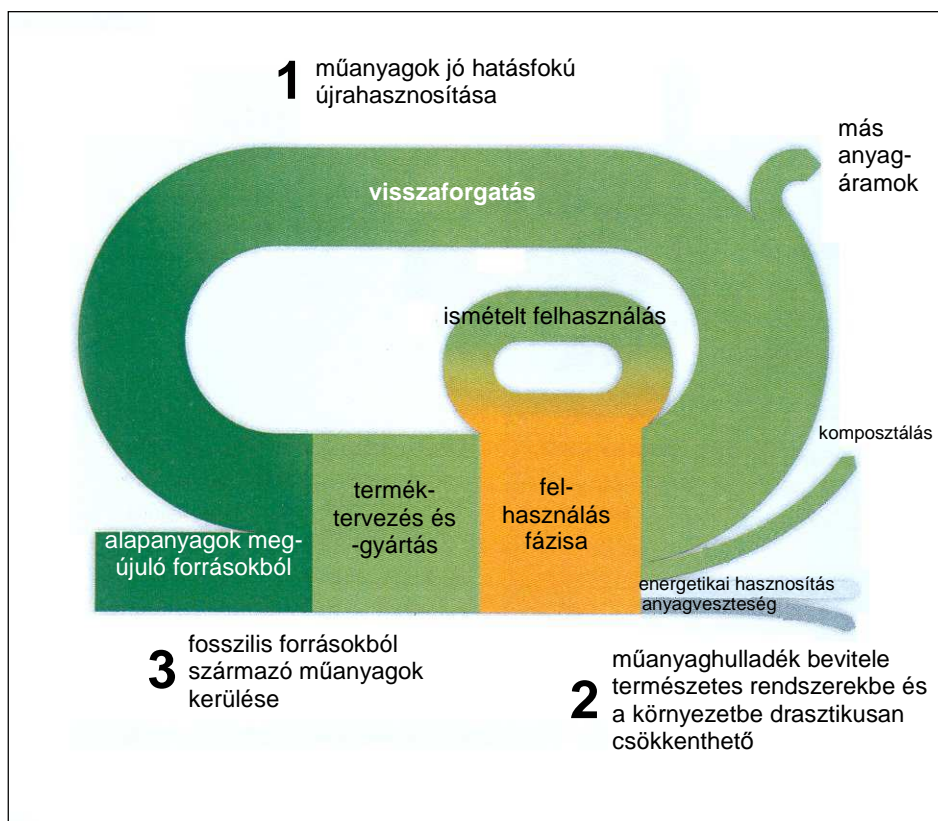 1 műanyagok jó hatásfokú
újrahasznosítása
más
anyag-
áramok
visszaforgatás
ismételt felhasználás
komposztálás
termék-
tervezés és
-gyártás
fel-
használás
fázisa
alapanyagok meg-
újuló forrásokból
energetikai hasznosítás
anyagveszteség
3 fosszilis forrásokból
származó műanyagok
kerülése
2 műanyaghulladék bevitele
természetes rendszerekbe és
a környezetbe drasztikusan
csökkenthető